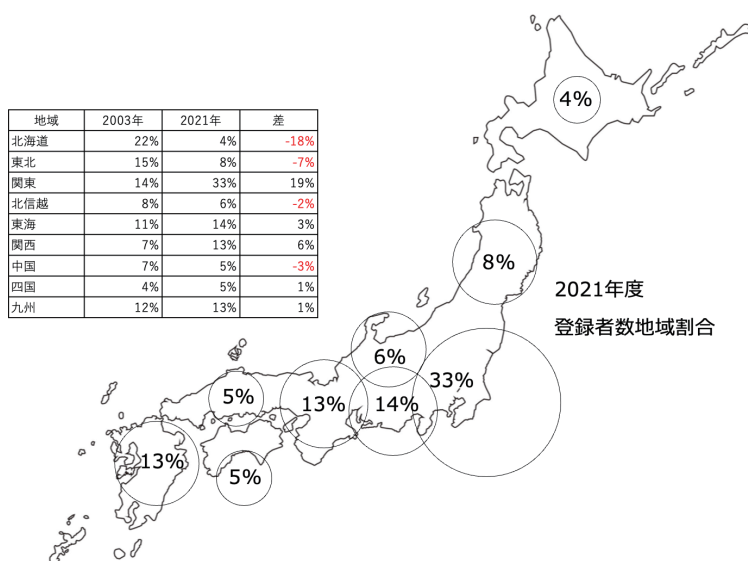 地域 2003年 2021年 差
北海道 22% 4% -18%
東北 15% 8% -7%
関東 14% 33% 19%
北信越 8% 6% -2%
東海 11% 14% 3%
関西 7% 13% 6%
中国 7% 5% -3%
四国 4% 5% 1%
九州 12% 13% 1%
4%
8%
2021年度
登録者数地域割合
6%
33%
5%
13%
14%
13%
5%